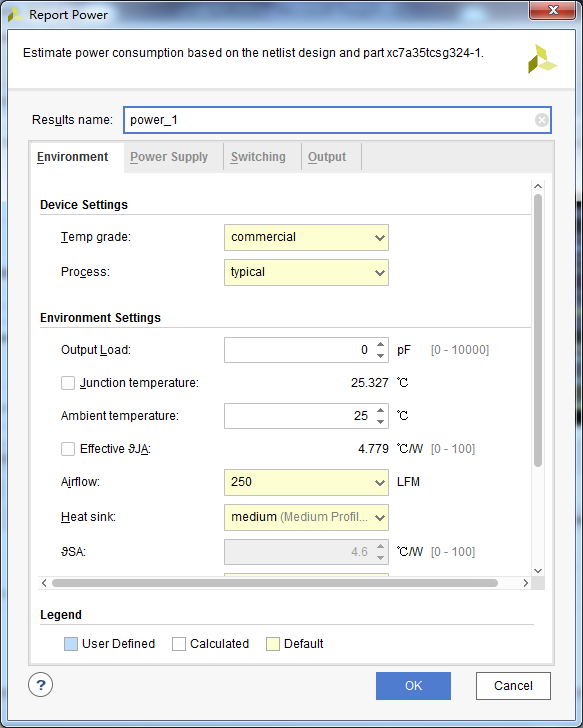 Report Power
Estimate power consumption based on the netlist design and part xc7a35tcsg324-1.
Results name: power_1
Environment Power Supply Switching Output
Device Settings
Temp grade: commercial
Process: typical
Environment Settings
Output Load: 0 pF [0 - 10000]
Junction temperature: 25.327 ℃
Ambient temperature: 25 ℃
Effective ϑJA: 4.779 ℃/W [0 - 100]
Airflow: 250 LFM
Heat sink: medium (Medium Profil...
ϑSA: 4.6 ℃/W [0 - 100]
Legend
User Defined Calculated Default
? OK Cancel